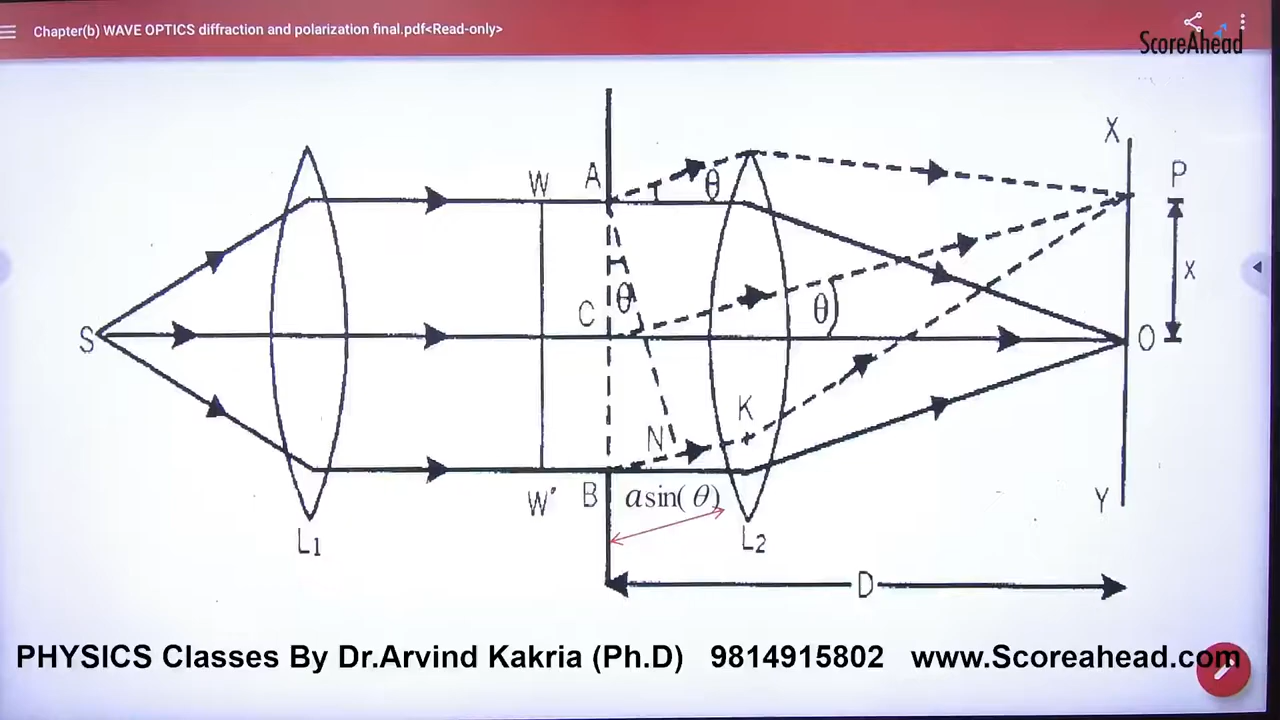 Chapter(b) WAVE OPTICS diffraction and polarization final.pdf<Read-only>
ScoreAhead
X
W A θ P
x
θ
C θ
S O
K
N
W' B asin(θ) Y
L1 L2
D
PHYSICS Classes By Dr.Arvind Kakria (Ph.D) 9814915802 www.Scoreahead.com